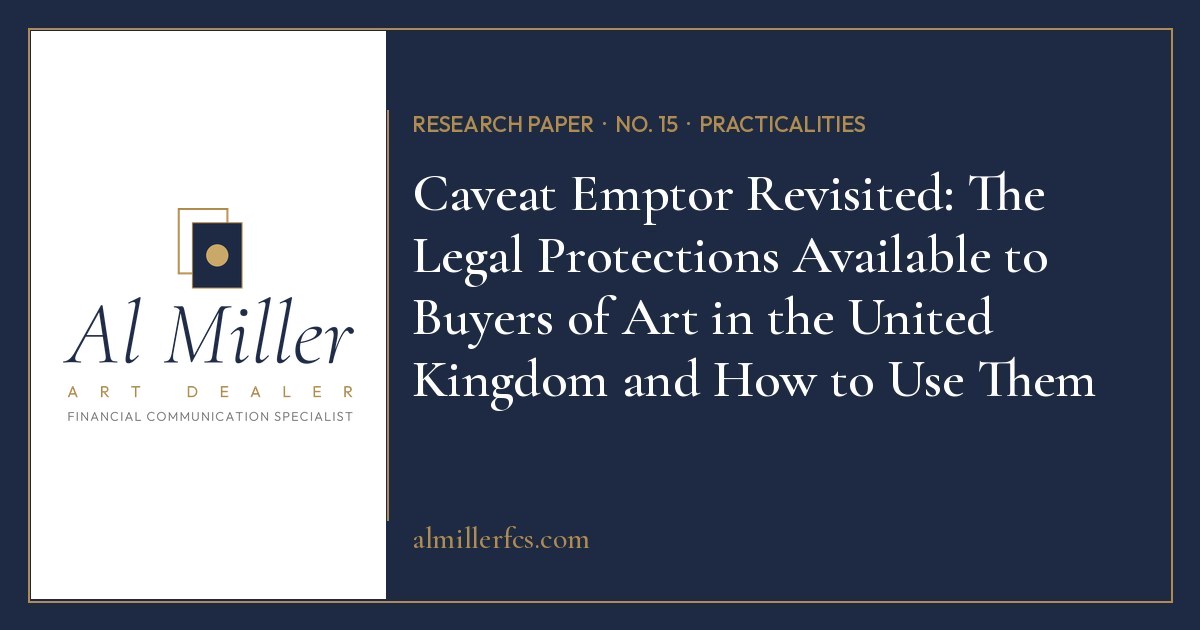 Al Miller
ART DEALER
FINANCIAL COMMUNICATION SPECIALIST
RESEARCH PAPER · NO. 15 · PRACTICALITIES
Caveat Emptor Revisited: The
Legal Protections Available to
Buyers of Art in the United
Kingdom and How to Use Them
almillerfcs.com